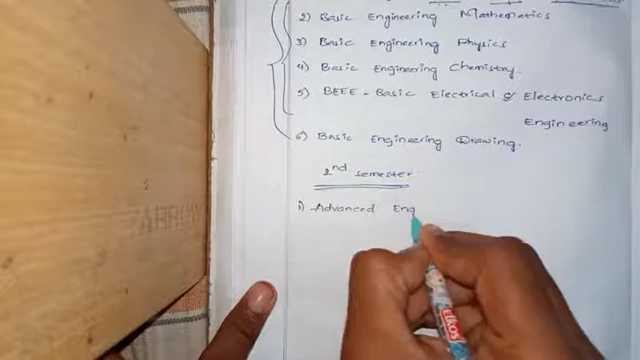 2) Basic Engineering Mathematics
3) Basic Engineering Physics
4) Basic Engineering Chemistry.
5) BEEE - Basic Electrical & Electronics
Engineering
6) Basic Engineering Drawing.
2nd semester
1) Advanced Eng